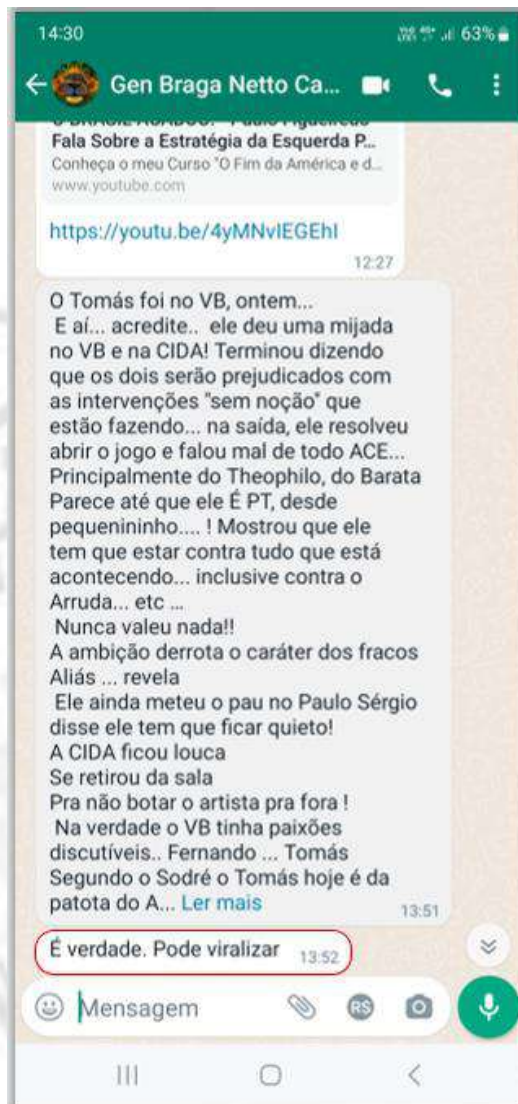 14:30
63%
Gen Braga Netto Ca...
O BRASIL ACABOU! - Paulo Figueiredo
Fala Sobre a Estratégia da Esquerda P...
Conheça o meu Curso "O Fim da América e d...
www.youtube.com
https://youtu.be/4yMNvIEGEhI
12:27
O Tomás foi no VB, ontem...
E aí... acredite.. ele deu uma mijada
no VB e na CIDA! Terminou dizendo
que os dois serão prejudicados com
as intervenções "sem noção" que
estão fazendo... na saída, ele resolveu
abrir o jogo e falou mal de todo ACE...
Principalmente do Theophilo, do Barata
Parece até que ele É PT, desde
pequenininho.... ! Mostrou que ele
tem que estar contra tudo que está
acontecendo... inclusive contra o
Arruda... etc ...
Nunca valeu nada!!
A ambição derrota o caráter dos fracos
Aliás ... revela
Ele ainda meteu o pau no Paulo Sérgio
disse ele tem que ficar quieto!
A CIDA ficou louca
Se retirou da sala
Pra não botar o artista pra fora !
Na verdade o VB tinha paixões
discutíveis.. Fernando ... Tomás
Segundo o Sodré o Tomás hoje é da
patota do A... Ler mais
13:51
É verdade. Pode viralizar 13:52
Mensagem
R$